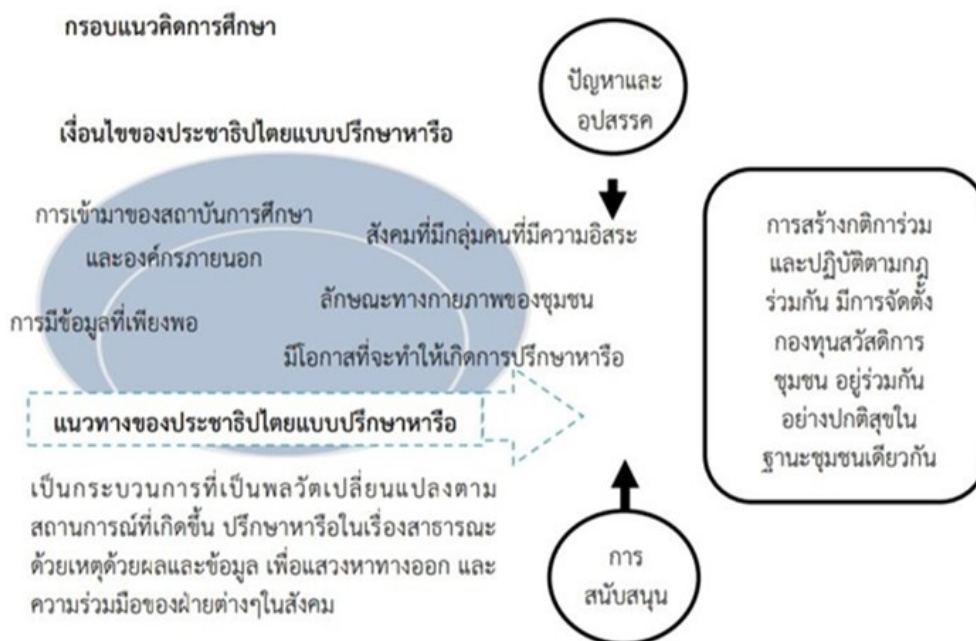 กรอบแนวคิดการศึกษา
ปัญหาและ
อุปสรรค
เงื่อนไขของประชาธิปไตยแบบปรึกษาหารือ
การเข้ามาของสถาบันการศึกษา
และองค์กรภายนอก
สังคมที่มีกลุ่มคนที่มีความอิสระ
การมีข้อมูลที่เพียงพอ
ลักษณะทางกายภาพของชุมชน
มีโอกาสที่จะทำให้เกิดการปรึกษาหารือ
แนวทางของประชาธิปไตยแบบปรึกษาหารือ
เป็นกระบวนการที่เป็นพลวัตเปลี่ยนแปลงตาม
สถานการณ์ที่เกิดขึ้น ปรึกษาหารือในเรื่องสาธารณะ
ด้วยเหตุด้วยผลและข้อมูล เพื่อแสวงหาทางออก และ
ความร่วมมือของฝ่ายต่างๆในสังคม
การ
สนับสนุน
การสร้างกติการ่วม
และปฏิบัติตามกฎ
ร่วมกัน มีการจัดตั้ง
กองทุนสวัสดิการ
ชุมชน อยู่ร่วมกัน
อย่างปกติสุขใน
ฐานะชุมชนเดียวกัน